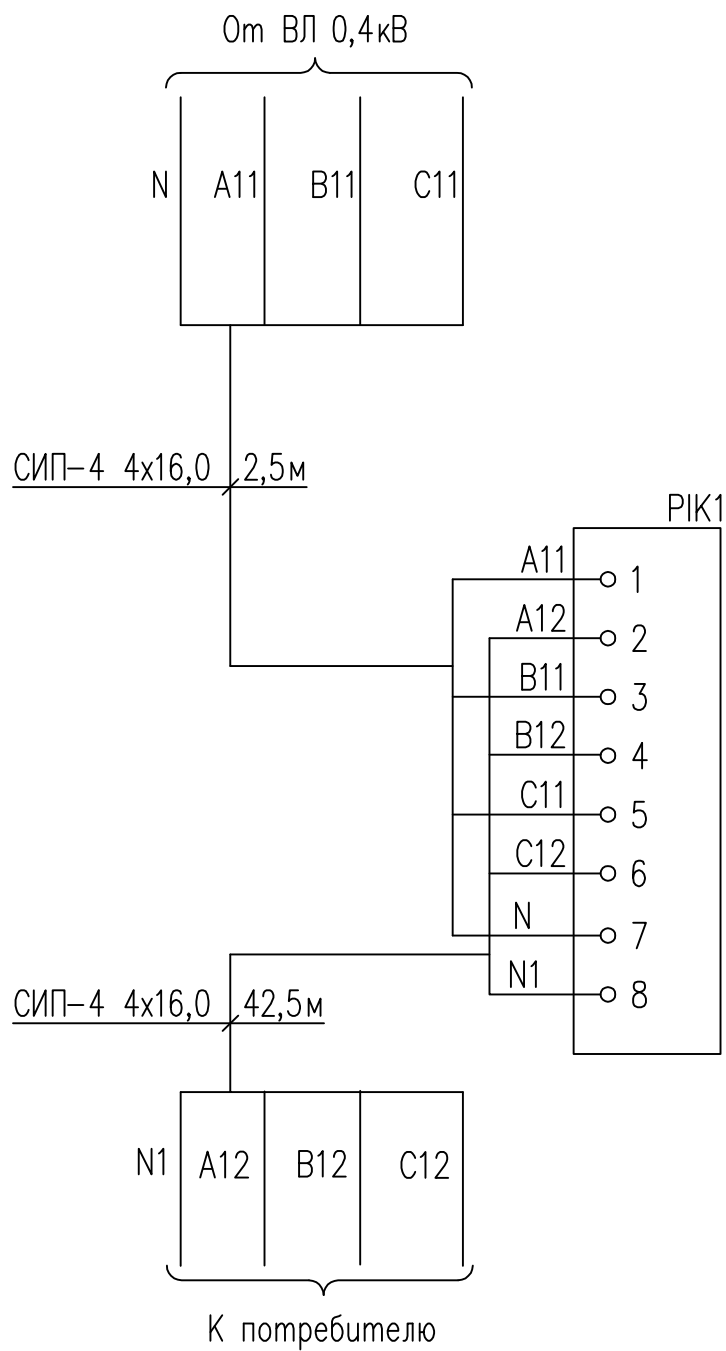 От ВЛ 0,4кВ
N A11 B11 C11
СИП-4 4х16,0 2,5м
PIK1
A11 1
A12 2
B11 3
B12 4
C11 5
C12 6
N 7
N1 8
СИП-4 4х16,0 42,5м
N1 A12 B12 C12
К потребителю